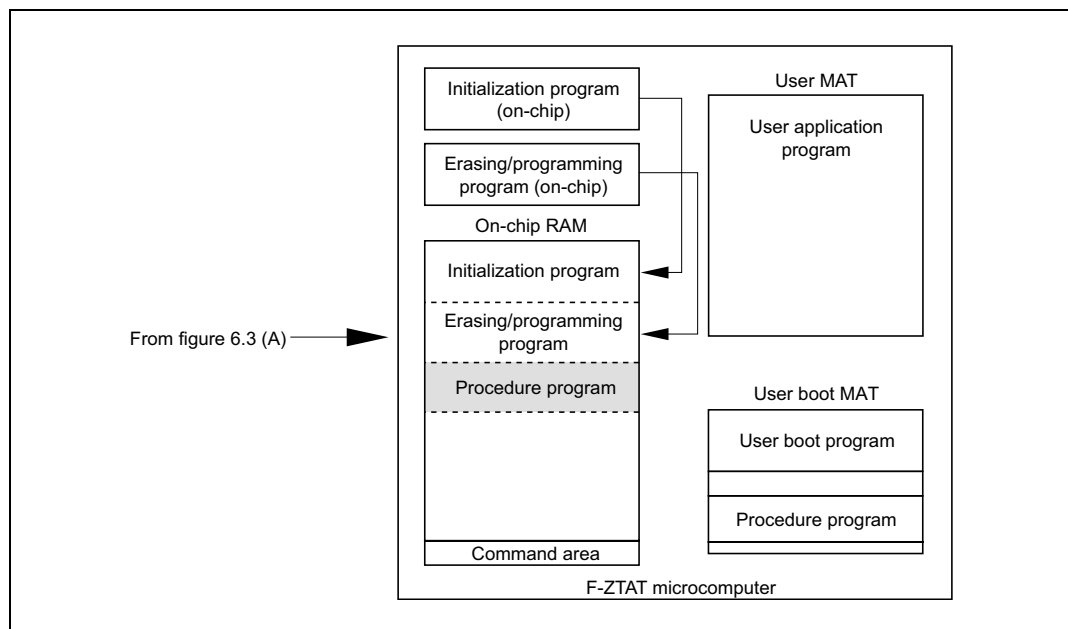 Initialization program
(on-chip)
Erasing/programming
program (on-chip)
On-chip RAM
Initialization program
Erasing/programming
program
Procedure program
Command area
From figure 6.3 (A)
User MAT
User application
program
User boot MAT
User boot program
Procedure program
F-ZTAT microcomputer